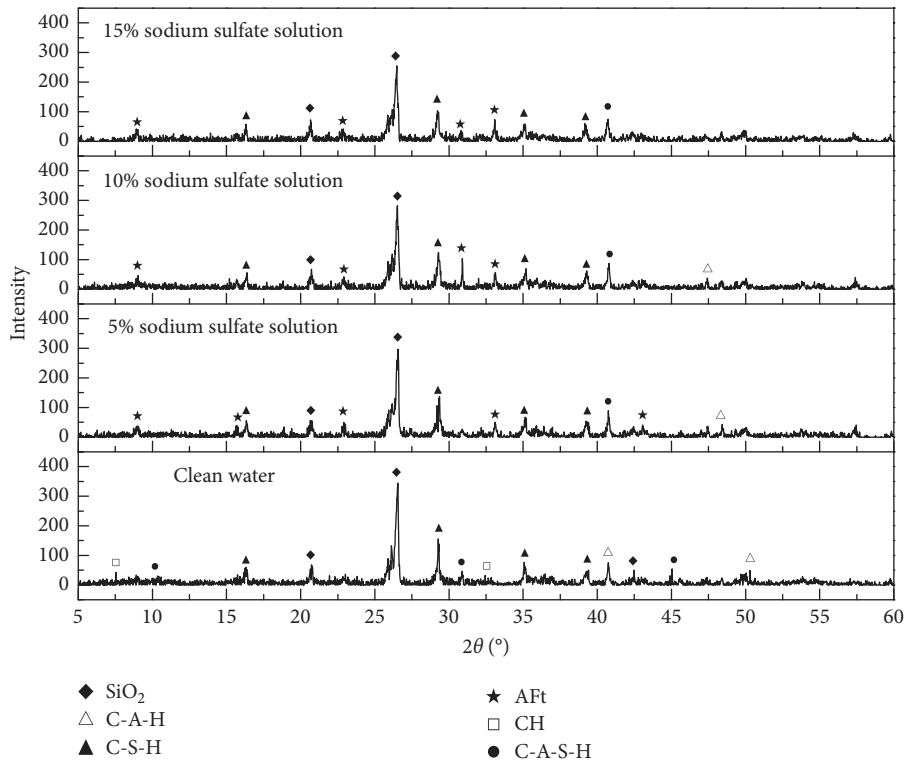 400
15% sodium sulfate solution
300
200
100
0
400
10% sodium sulfate solution
300
200
100
0
400
5% sodium sulfate solution
300
200
100
0
400
Clean water
300
200
100
0
Intensity
5 10 15 20 25 30 35 40 45 50 55 60
2θ (°)
SiO₂
C-A-H
C-S-H
AFt
CH
C-A-S-H